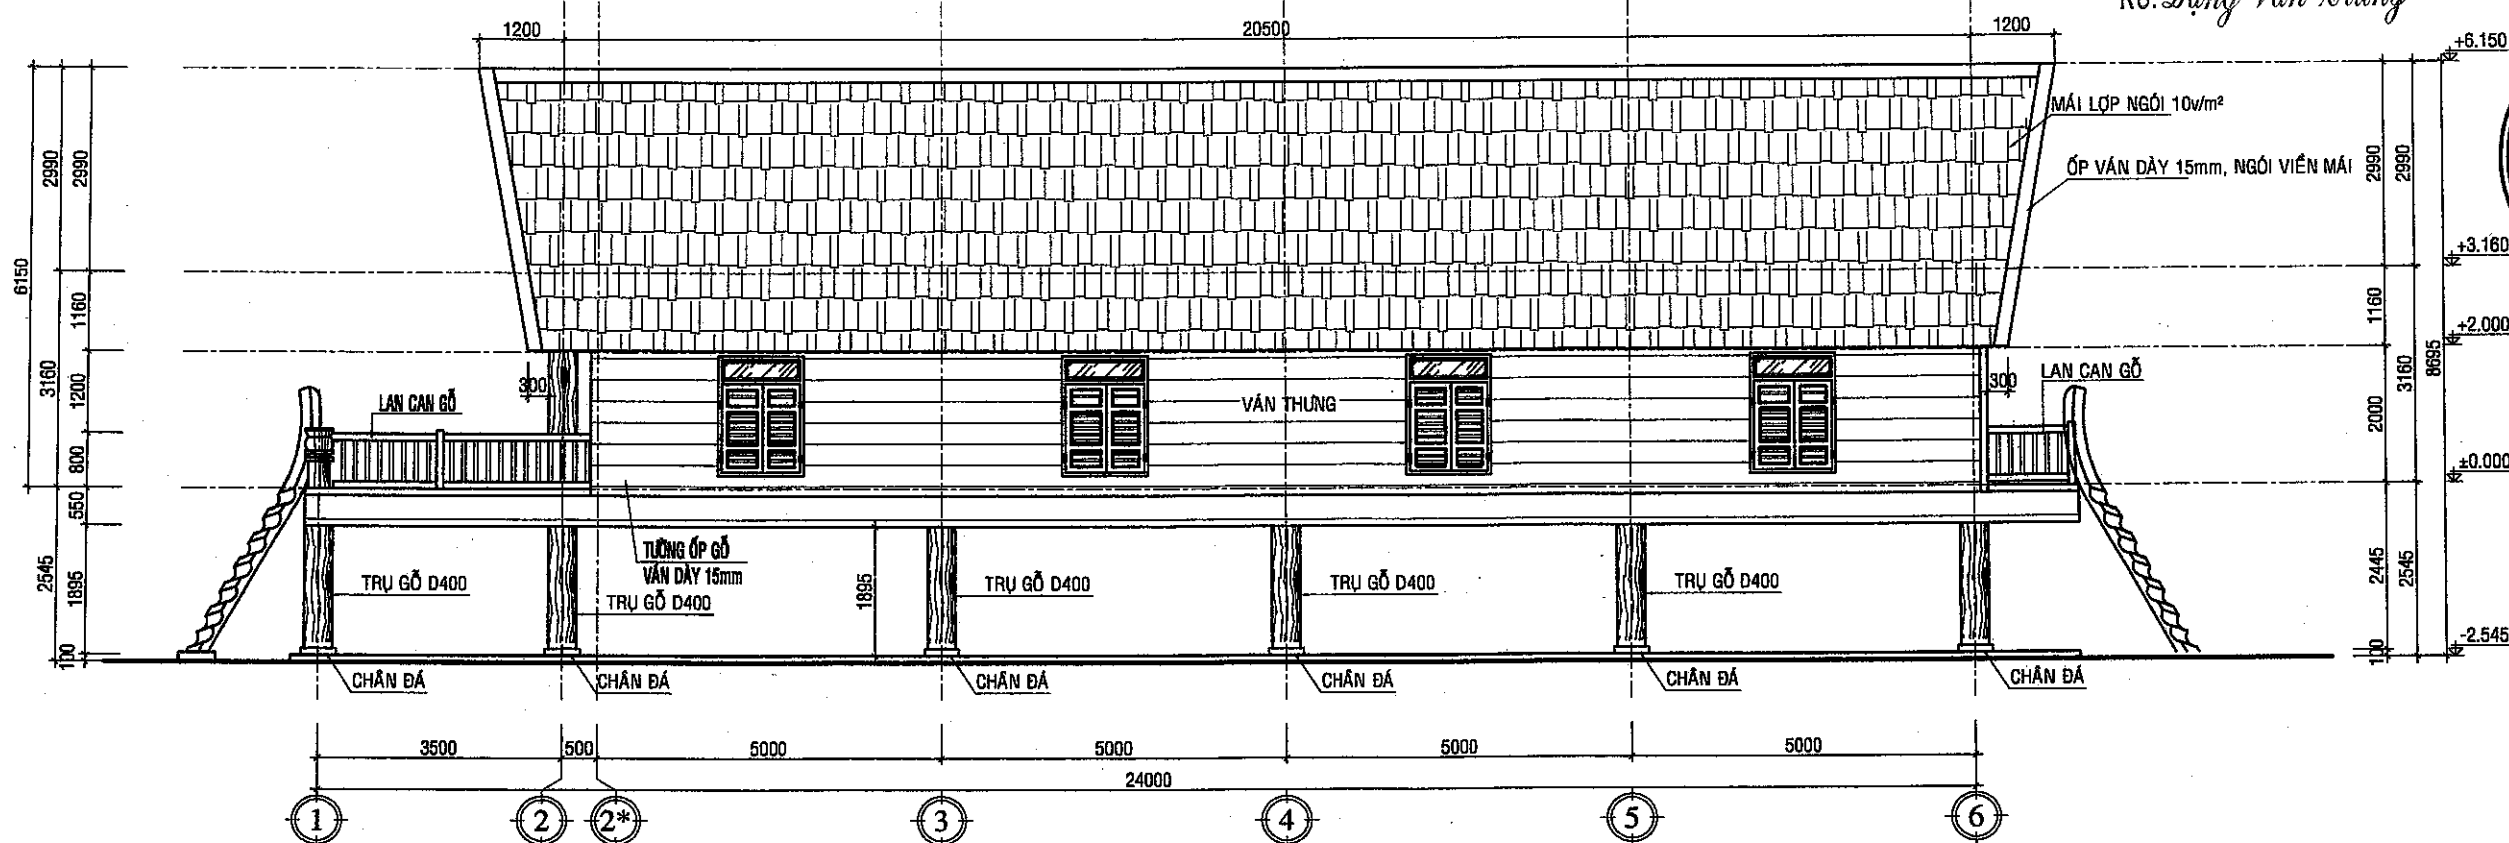 KS. Đặng Văn
1200 20500 1200
+6.150
MÁI LỢP NGÓI 10v/m²
ỐP VÁN DÀY 15mm, NGÓI VIỀN MÁI
2990 2990
2990 2990
+3.160
6150
1160
1160
+2.000
3160 1200
300
300
LAN CAN GỖ
LAN CAN GỖ
VÁN THƯNG
2000 3160 8695
800
±0.000
550
TƯỜNG ỐP GỖ
VÁN DÀY 15mm
2545 1895
1895
2445 2545
TRỤ GỖ D400
TRỤ GỖ D400
TRỤ GỖ D400
TRỤ GỖ D400
TRỤ GỖ D400
-2.545
100
100
CHÂN ĐÁ
CHÂN ĐÁ
CHÂN ĐÁ
CHÂN ĐÁ
CHÂN ĐÁ
CHÂN ĐÁ
3500 500 5000 5000 5000 5000
24000
1 2 2* 3 4 5 6